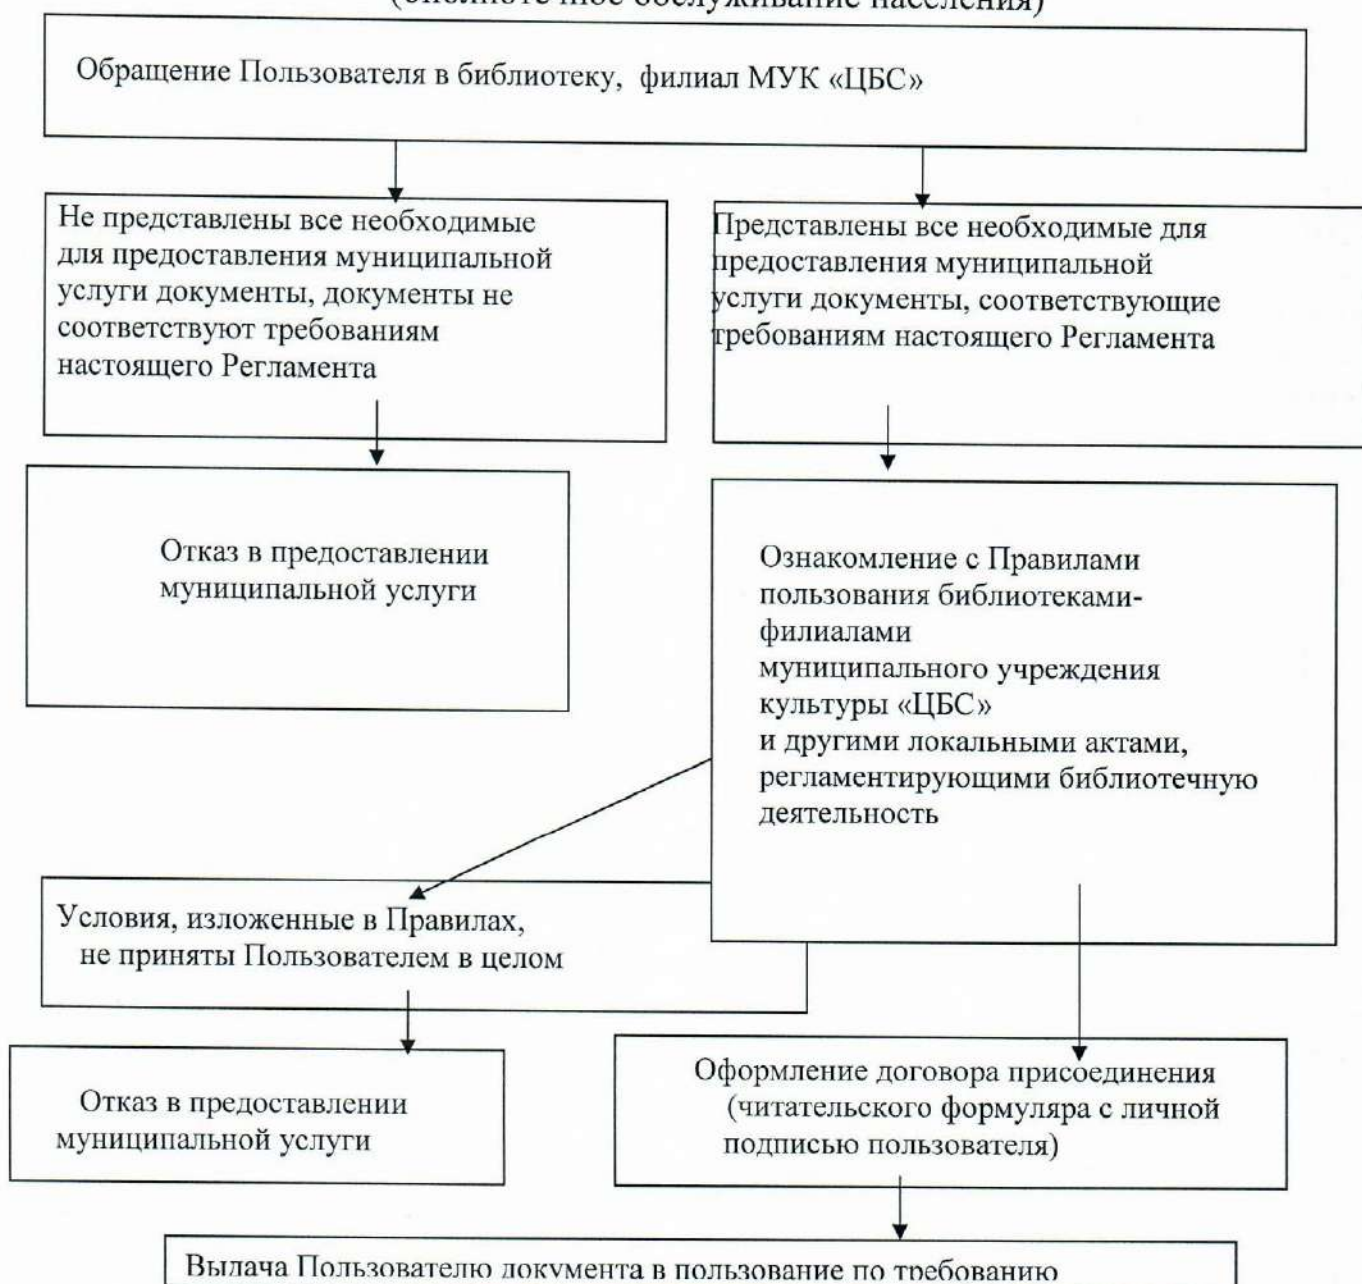 (библиотечное обслуживание населения)
Обращение Пользователя в библиотеку, филиал МУК «ЦБС»
Не представлены все необходимые
для предоставления муниципальной
услуги документы, документы не
соответствуют требованиям
настоящего Регламента
Представлены все необходимые для
предоставления муниципальной
услуги документы, соответствующие
требованиям настоящего Регламента
Отказ в предоставлении
муниципальной услуги
Ознакомление с Правилами
пользования библиотеками-
филиалами
муниципального учреждения
культуры «ЦБС»
и другими локальными актами,
регламентирующими библиотечную
деятельность
Условия, изложенные в Правилах,
не приняты Пользователем в целом
Отказ в предоставлении
муниципальной услуги
Оформление договора присоединения
(читательского формуляра с личной
подписью пользователя)
Выдача Пользователю документа в пользование по требованию